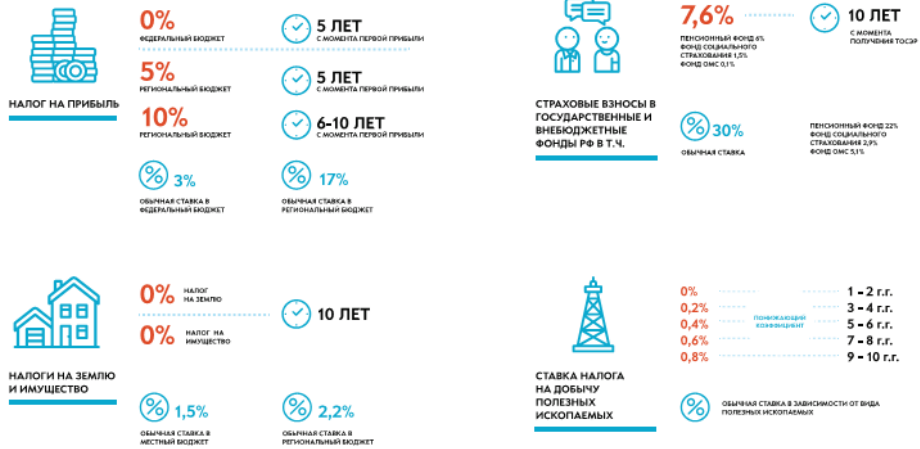 0%
ФЕДЕРАЛЬНЫЙ БЮДЖЕТ
5 ЛЕТ
С МОМЕНТА ПЕРВОЙ ПРИБЫЛИ
5%
РЕГИОНАЛЬНЫЙ БЮДЖЕТ
5 ЛЕТ
С МОМЕНТА ПЕРВОЙ ПРИБЫЛИ
НАЛОГ НА ПРИБЫЛЬ
10%
РЕГИОНАЛЬНЫЙ БЮДЖЕТ
6-10 ЛЕТ
С МОМЕНТА ПЕРВОЙ ПРИБЫЛИ
% 3%
ОБЫЧНАЯ СТАВКА В
ФЕДЕРАЛЬНЫЙ БЮДЖЕТ
% 17%
ОБЫЧНАЯ СТАВКА В
РЕГИОНАЛЬНЫЙ БЮДЖЕТ
7,6%
ПЕНСИОННЫЙ ФОНД 6%
ФОНД СОЦИАЛЬНОГО
СТРАХОВАНИЯ 1,5%
ФОНД ОМС 0,1%
10 ЛЕТ
С МОМЕНТА
ПОЛУЧЕНИЯ ТОСЭР
СТРАХОВЫЕ ВЗНОСЫ В
ГОСУДАРСТВЕННЫЕ И
ВНЕБЮДЖЕТНЫЕ
ФОНДЫ РФ В Т.Ч.
% 30%
ОБЫЧНАЯ СТАВКА
ПЕНСИОННЫЙ ФОНД 22%
ФОНД СОЦИАЛЬНОГО
СТРАХОВАНИЯ 2,9%
ФОНД ОМС 5,1%
0% НАЛОГ
НА ЗЕМЛЮ
10 ЛЕТ
0% НАЛОГ НА
ИМУЩЕСТВО
НАЛОГИ НА ЗЕМЛЮ
И ИМУЩЕСТВО
% 1,5%
ОБЫЧНАЯ СТАВКА В
МЕСТНЫЙ БЮДЖЕТ
% 2,2%
ОБЫЧНАЯ СТАВКА В
РЕГИОНАЛЬНЫЙ БЮДЖЕТ
0% 1 – 2 г.г.
0,2% 3 – 4 г.г.
0,4% ПОНИЖАЮЩИЙ
КОЭФФИЦИЕНТ 5 – 6 г.г.
0,6% 7 – 8 г.г.
0,8% 9 – 10 г.г.
СТАВКА НАЛОГА
НА ДОБЫЧУ
ПОЛЕЗНЫХ
ИСКОПАЕМЫХ
% ОБЫЧНАЯ СТАВКА В ЗАВИСИМОСТИ ОТ ВИДА
ПОЛЕЗНЫХ ИСКОПАЕМЫХ